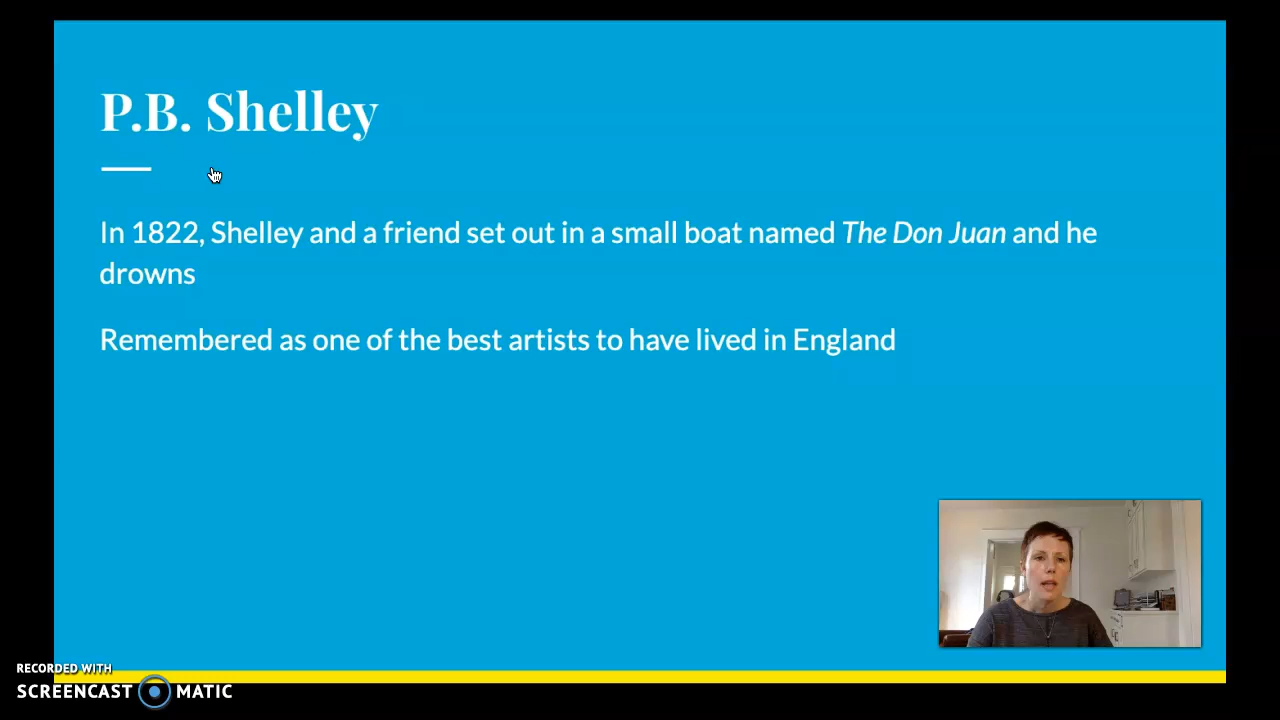 P.B. Shelley
In 1822, Shelley and a friend set out in a small boat named The Don Juan and he
drowns
Remembered as one of the best artists to have lived in England
RECORDED WITH
SCREENCAST MATIC